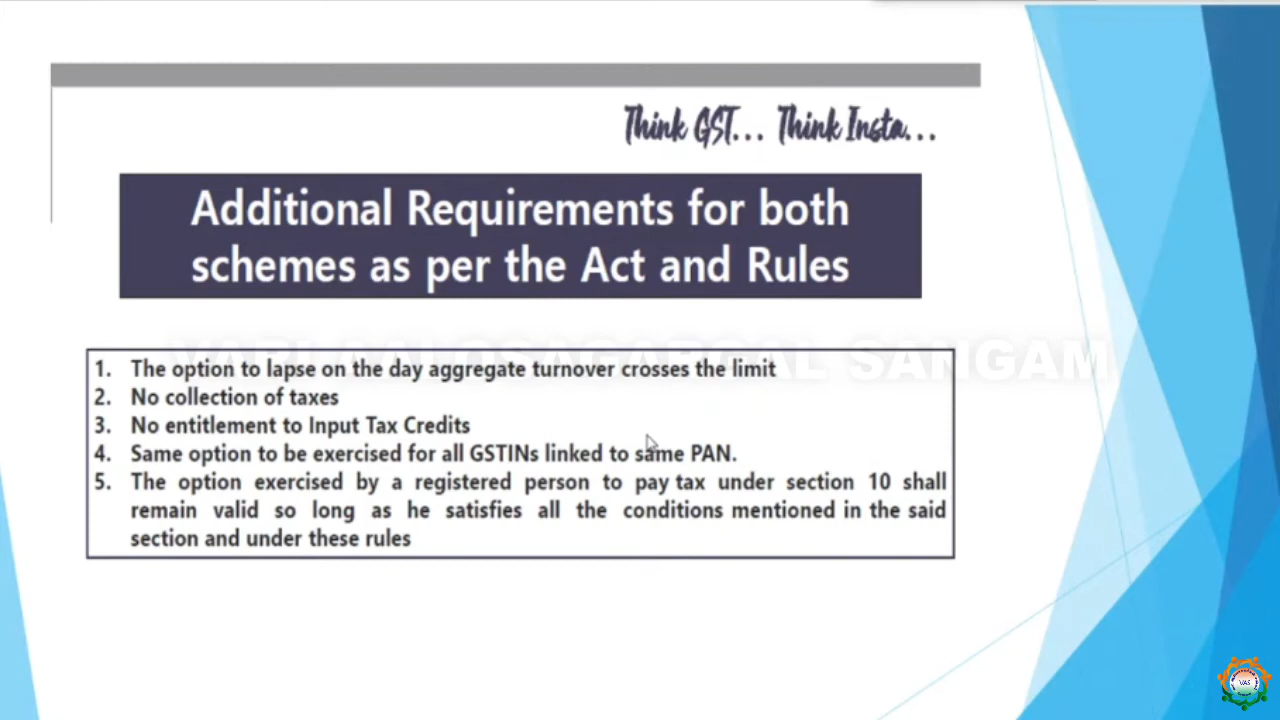 Think GST... Think Insta...
Additional Requirements for both
schemes as per the Act and Rules
1. The option to lapse on the day aggregate turnover crosses the limit
2. No collection of taxes
3. No entitlement to Input Tax Credits
4. Same option to be exercised for all GSTINs linked to same PAN.
5. The option exercised by a registered person to pay tax under section 10 shall
remain valid so long as he satisfies all the conditions mentioned in the said
section and under these rules
SANGAM
VAS